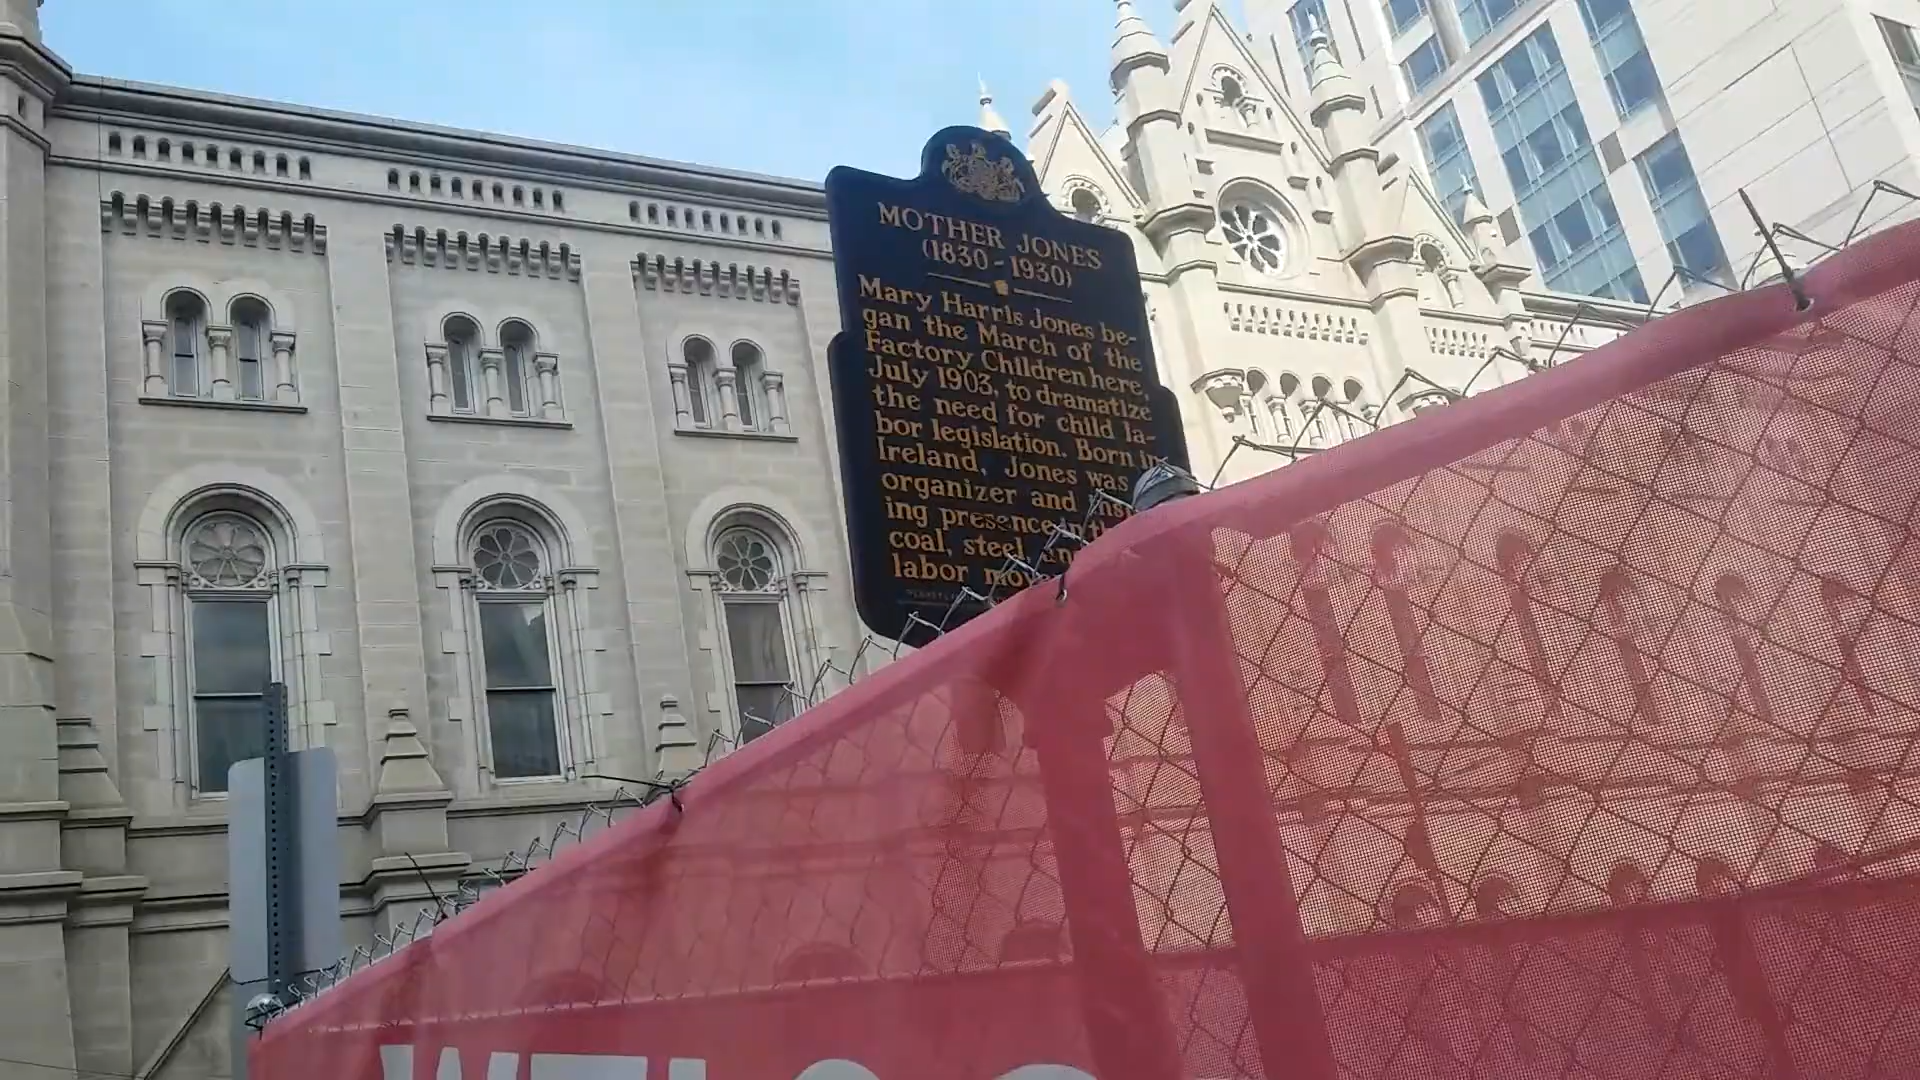 MOTHER JONES
(1830-1930)
Mary Harris Jones be-
gan the March of the
Factory Children here,
July 1903, to dramatize
the need for child la-
bor legislation. Born in
Ireland, Jones was
organizer and
ing presence
coal, steel,
labor